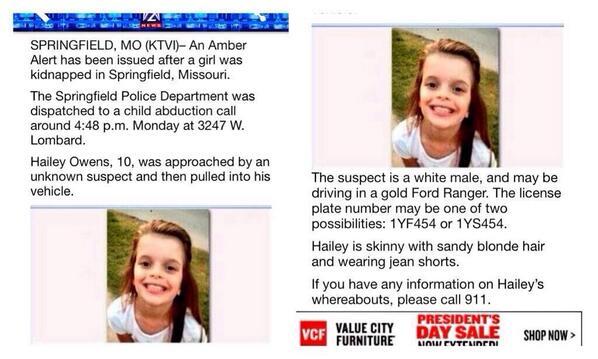 NEWS
SPRINGFIELD, MO (KTVI)– An Amber
Alert has been issued after a girl was
kidnapped in Springfield, Missouri.
The Springfield Police Department was
dispatched to a child abduction call
around 4:48 p.m. Monday at 3247 W.
Lombard.
Hailey Owens, 10, was approached by an
unknown suspect and then pulled into his
vehicle.
The suspect is a white male, and may be
driving in a gold Ford Ranger. The license
plate number may be one of two
possibilities: 1YF454 or 1YS454.
Hailey is skinny with sandy blonde hair
and wearing jean shorts.
If you have any information on Hailey's
whereabouts, please call 911.
VCF VALUE CITY
FURNITURE
PRESIDENT'S
DAY SALE
NOW EXTENDED!
SHOP NOW >